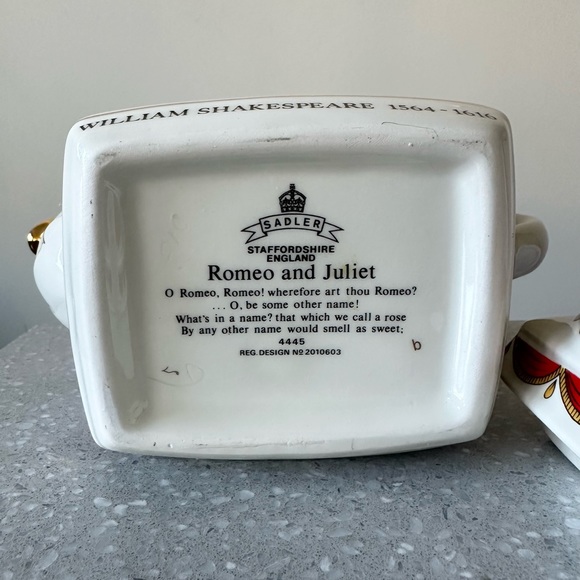 WILLIAM SHAKESPEARE 1564-1616
SADLER
STAFFORDSHIRE
ENGLAND
Romeo and Juliet
O Romeo, Romeo! wherefore art thou Romeo?
... O, be some other name!
What's in a name? that which we call a rose
By any other name would smell as sweet;
4445
REG. DESIGN No 2010603
b